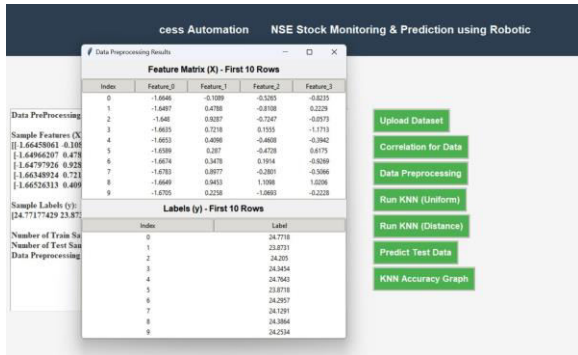 cess Automation NSE Stock Monitoring & Prediction using Robotic
Data Preprocessing Results
Feature Matrix (X) - First 10 Rows
Index Feature_0 Feature_1 Feature_2 Feature_3
0 -1.6646 -0.1089 -0.5265 -0.8235
1 -1.6497 0.4788 -0.8108 0.2229
2 -1.648 0.9287 -0.7247 -0.0573
3 -1.6635 0.7218 0.1555 -1.1713
4 -1.6653 0.4098 -0.4608 -0.3942
5 -1.6589 0.287 -0.4728 0.6175
6 -1.6674 0.3478 0.1914 -0.9269
7 -1.6783 0.8977 -0.2801 -0.5066
8 -1.6649 0.9453 1.1098 1.0206
9 -1.6705 0.2258 -1.0693 -0.2228
Labels (y) - First 10 Rows
Index Label
0 24.7718
1 23.8731
2 24.205
3 24.3454
4 24.7643
5 23.8718
6 24.2957
7 24.1291
8 24.3864
9 24.2534
Data PreProcessing
Sample Features (X
[[-1.66458061 -0.108
[-1.64966207 0.478
[-1.64797926 0.928
[-1.66348924 0.721
[-1.66526313 0.409
Sample Labels (y):
[24.77177429 23.873
Number of Train Sa
Number of Test Sam
Data Preprocessing
Upload Dataset
Correlation for Data
Data Preprocessing
Run KNN (Uniform)
Run KNN (Distance)
Predict Test Data
KNN Accuracy Graph